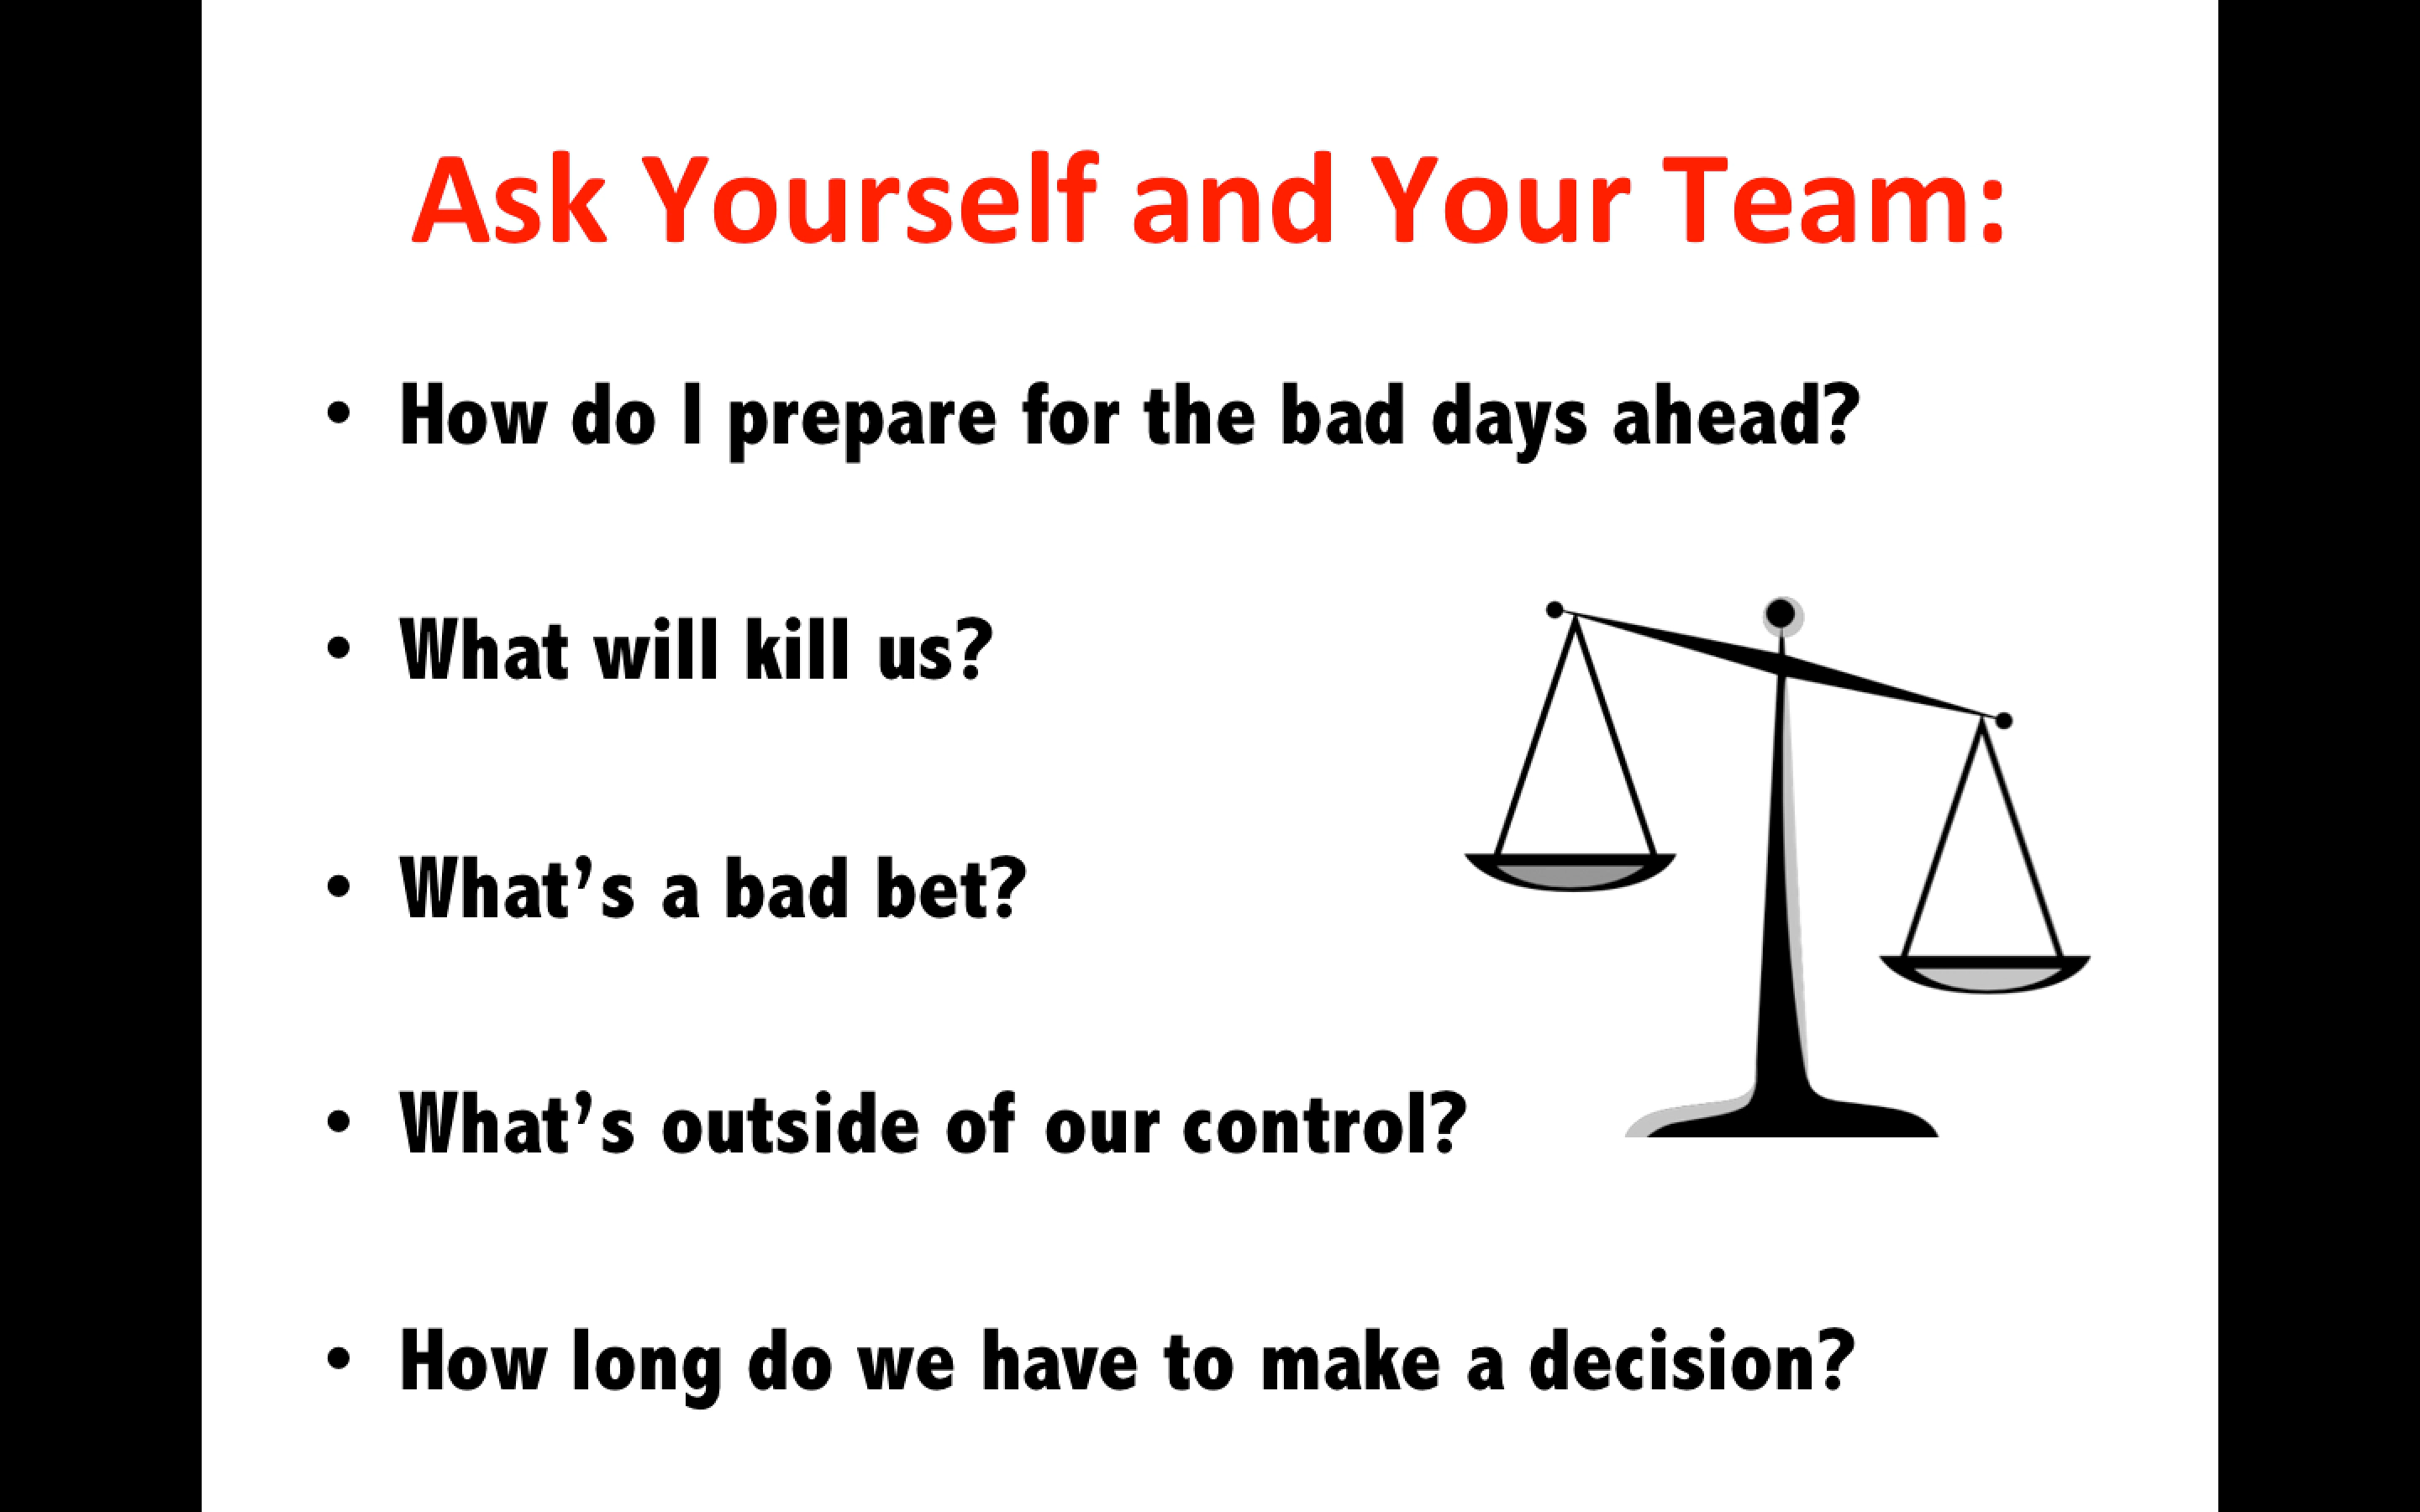 Ask Yourself and Your Team:
• How do I prepare for the bad days ahead?
• What will kill us?
• What’s a bad bet?
• What’s outside of our control?
• How long do we have to make a decision?